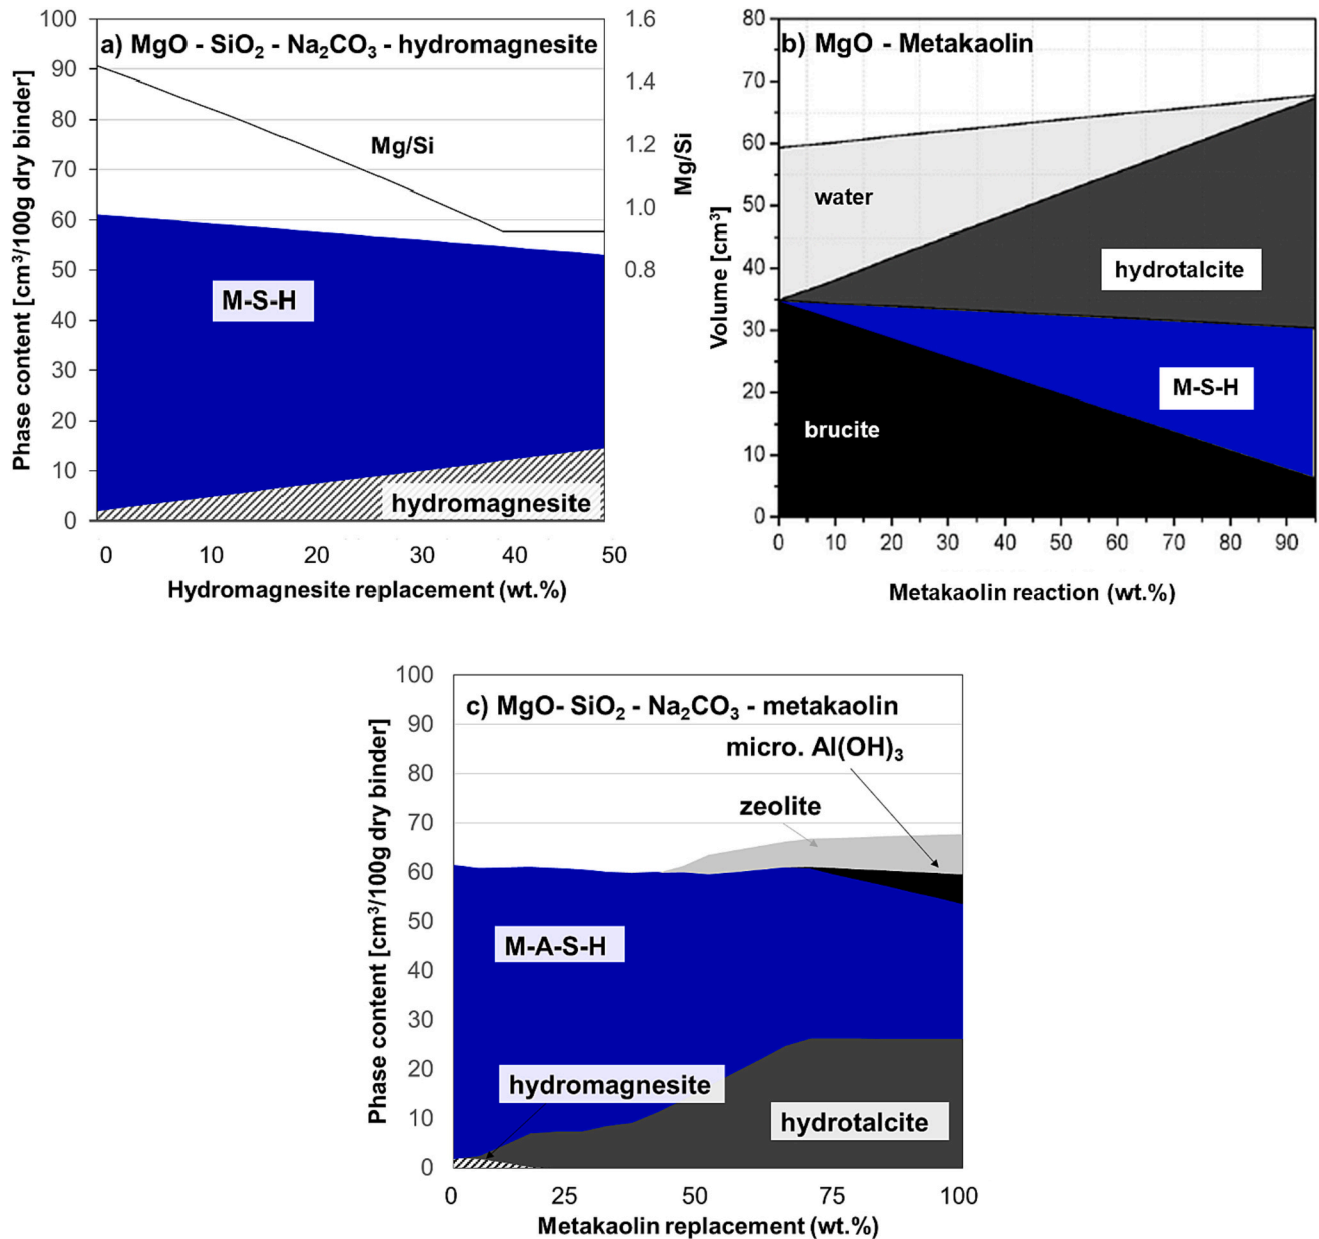 a) MgO - SiO₂ - Na₂CO₃ - hydromagnesite
Phase content [cm³/100g dry binder]
100
90
80
70
60
50
40
30
20
10
0
1.6
1.4
1.2
1.0
0.8
Mg/Si
Mg/Si
M-S-H
hydromagnesite
0 10 20 30 40 50
Hydromagnesite replacement (wt.%)
b) MgO - Metakaolin
Volume [cm³]
80
70
60
50
40
30
20
10
0
water
hydrotalcite
M-S-H
brucite
0 10 20 30 40 50 60 70 80 90
Metakaolin reaction (wt.%)
c) MgO- SiO₂ - Na₂CO₃ - metakaolin
Phase content [cm³/100g dry binder]
100
90
80
70
60
50
40
30
20
10
0
micro. Al(OH)₃
zeolite
M-A-S-H
hydromagnesite
hydrotalcite
0 25 50 75 100
Metakaolin replacement (wt.%)